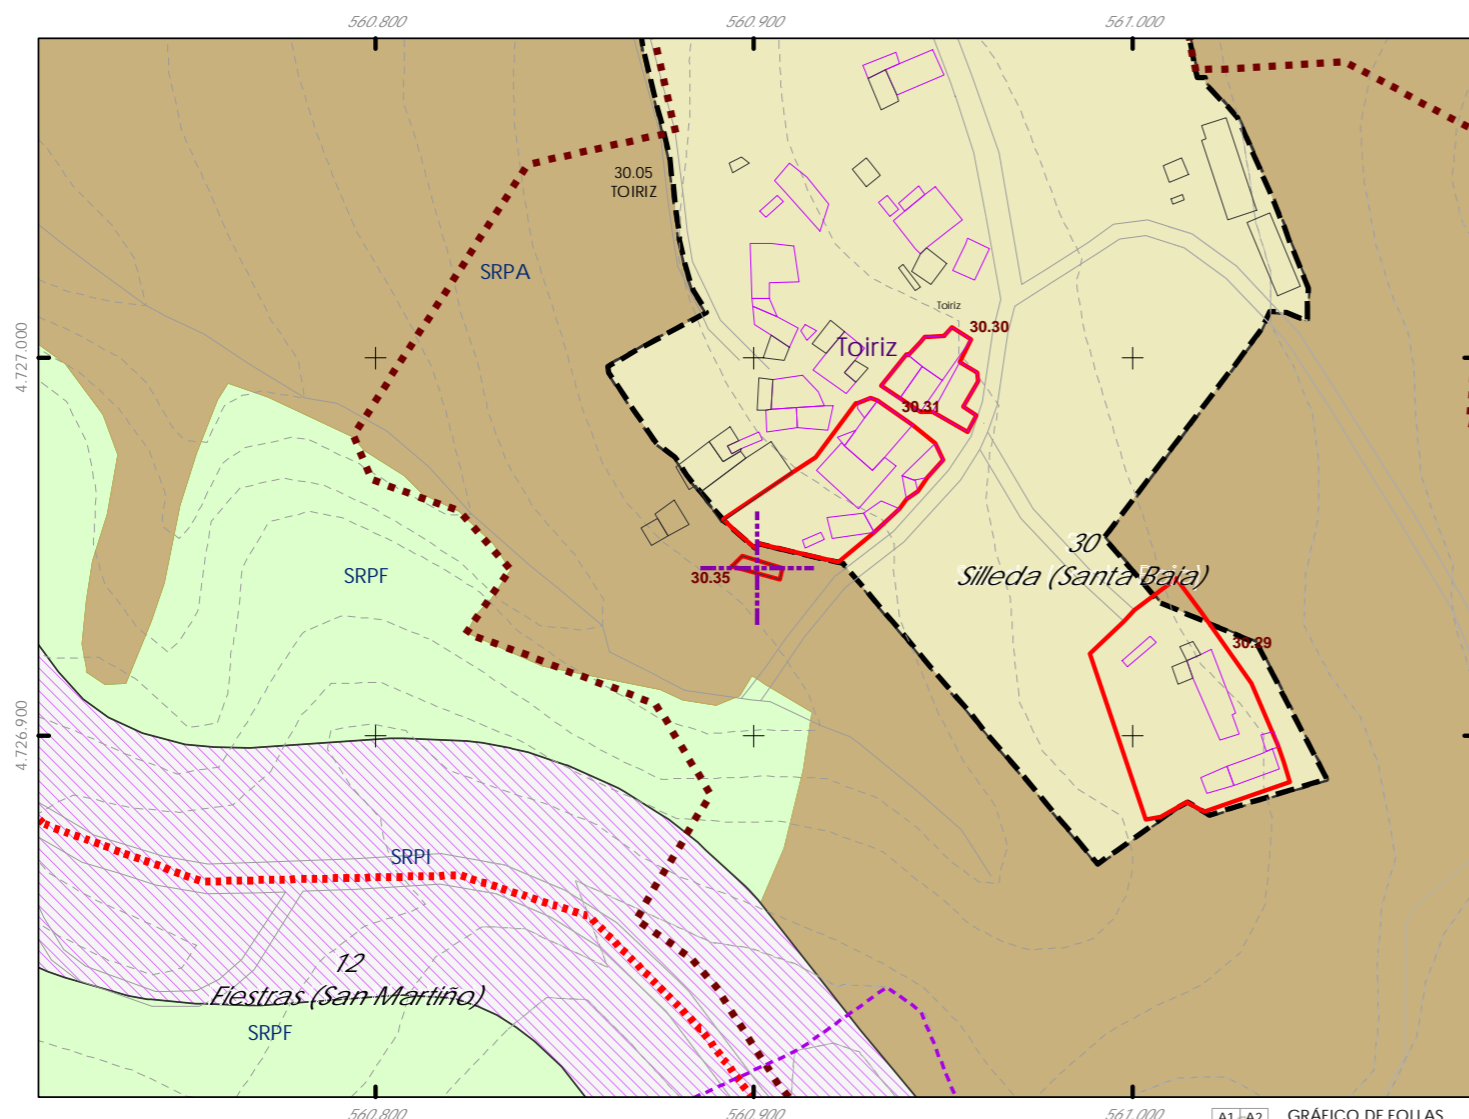 560.800
560.900
561.000
30.05
TOIRIZ
SRPA
Toiriz
30.30
4.727.000
Toiriz
30.31
30
Silleda (Santa Baia)
SRPF
30.35
30.29
4.726.900
SRPI
12
Fiestras (San Martiño)
SRPF
560.800
560.900
561.000
A1 A2
GRÁFICO DE FOLLAS